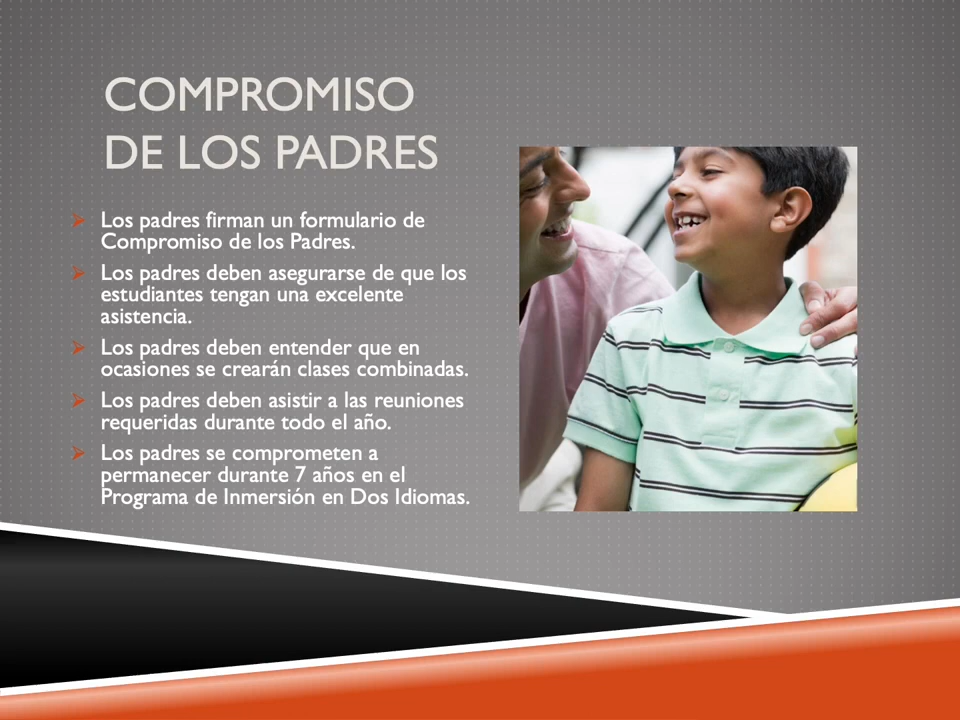 COMPROMISO
DE LOS PADRES
Los padres firman un formulario de
Compromiso de los Padres.
Los padres deben asegurarse de que los
estudiantes tengan una excelente
asistencia.
Los padres deben entender que en
ocasiones se crearán clases combinadas.
Los padres deben asistir a las reuniones
requeridas durante todo el año.
Los padres se comprometen a
permanecer durante 7 años en el
Programa de Inmersión en Dos Idiomas.